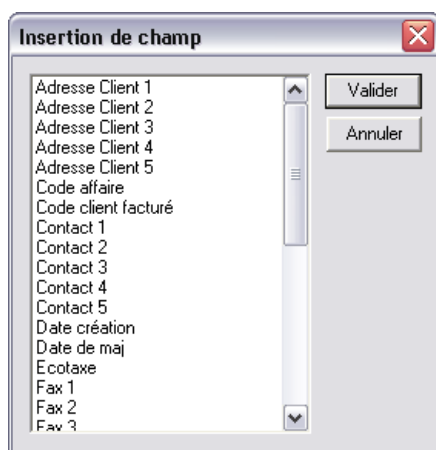 Insertion de champ
Adresse Client 1
Adresse Client 2
Adresse Client 3
Adresse Client 4
Adresse Client 5
Code affaire
Code client facturé
Contact 1
Contact 2
Contact 3
Contact 4
Contact 5
Date création
Date de maj
Ecotaxe
Fax 1
Fax 2
Fax 3
Valider
Annuler